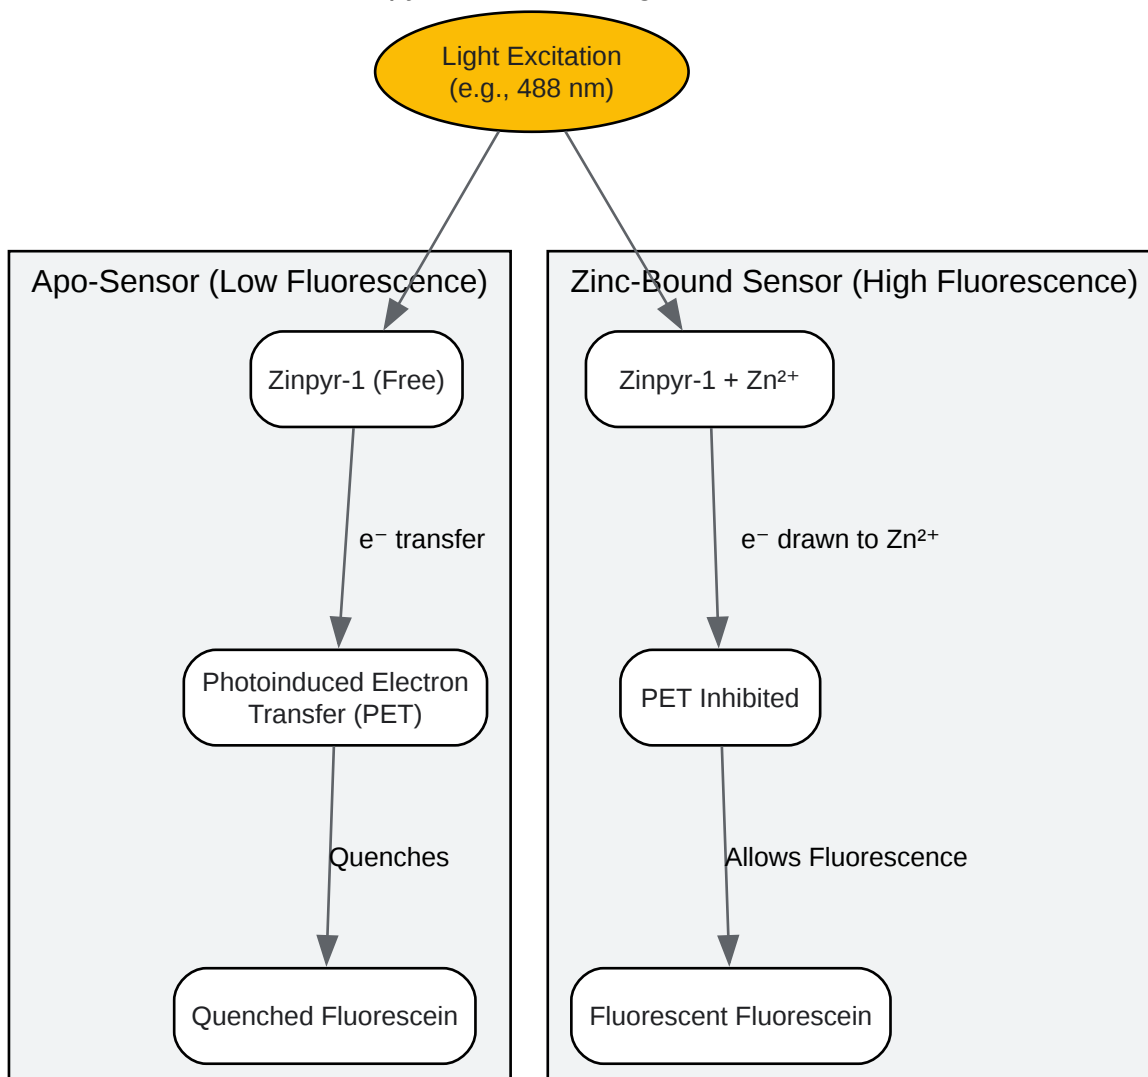 Light Excitation
(e.g., 488 nm)
Apo-Sensor (Low Fluorescence)
Zinc-Bound Sensor (High Fluorescence)
Zinpyr-1 (Free)
Zinpyr-1 + Zn²⁺
e⁻ transfer
e⁻ drawn to Zn²⁺
Photoinduced Electron
Transfer (PET)
PET Inhibited
Quenches
Allows Fluorescence
Quenched Fluorescein
Fluorescent Fluorescein